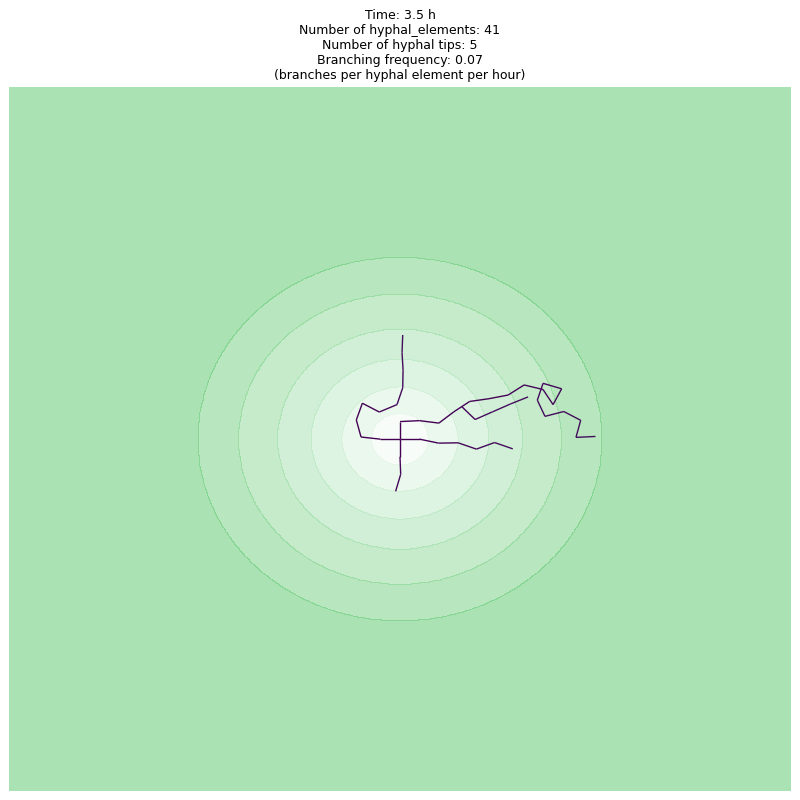 Time: 3.5 h
Number of hyphal_elements: 41
Number of hyphal tips: 5
Branching frequency: 0.07
(branches per hyphal element per hour)